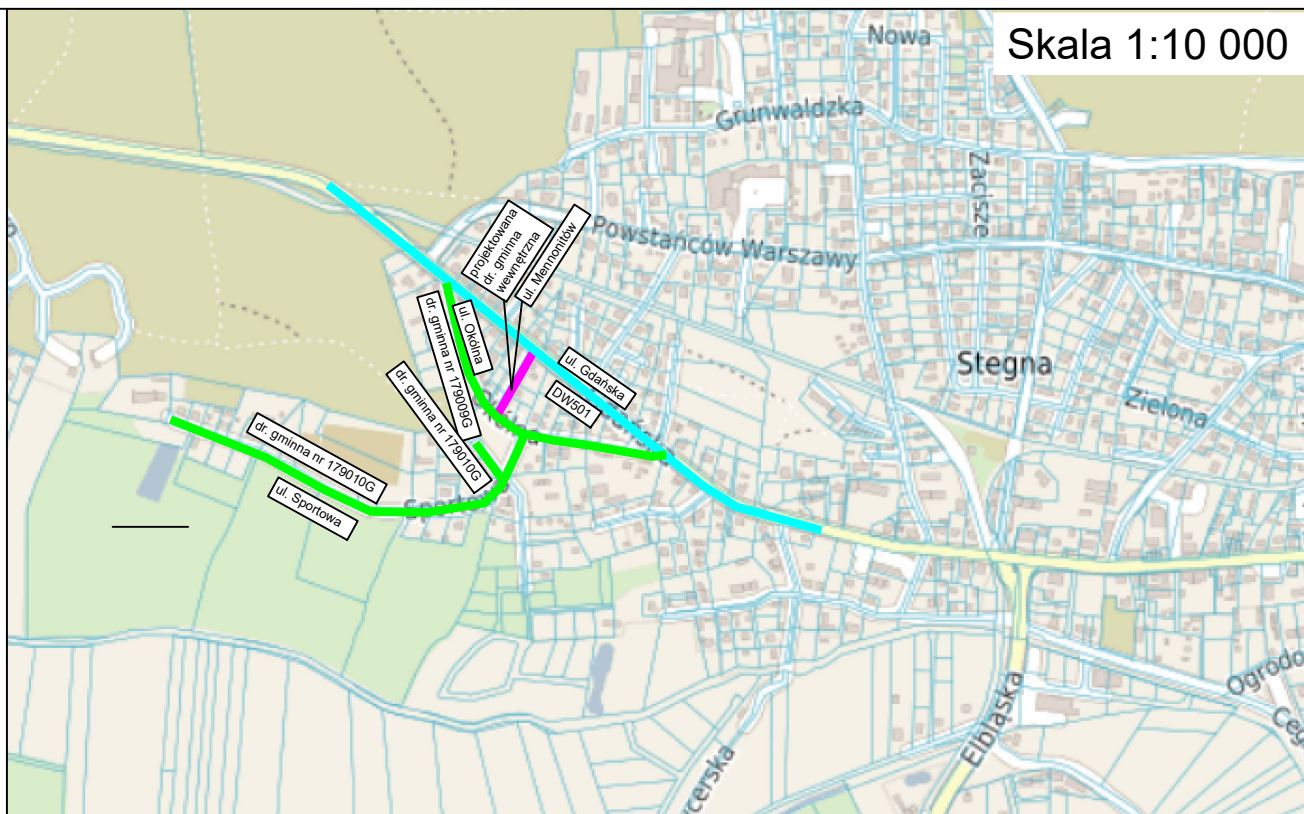 Skala 1:10 000
Nowa
Grunwaldzka
Zacisze
Powstańców Warszawy
projektowana
dr. gminna
wewnętrzna
ul. Mennonitów
ul. Okólna
dr. gminna nr 179009G
dr. gminna nr 179010G
ul. Gdańska
DW501
Stegna
Zielona
dr. gminna nr 179010G
ul. Sportowa
Elbląska
Ogrodo
Ceg
cerska